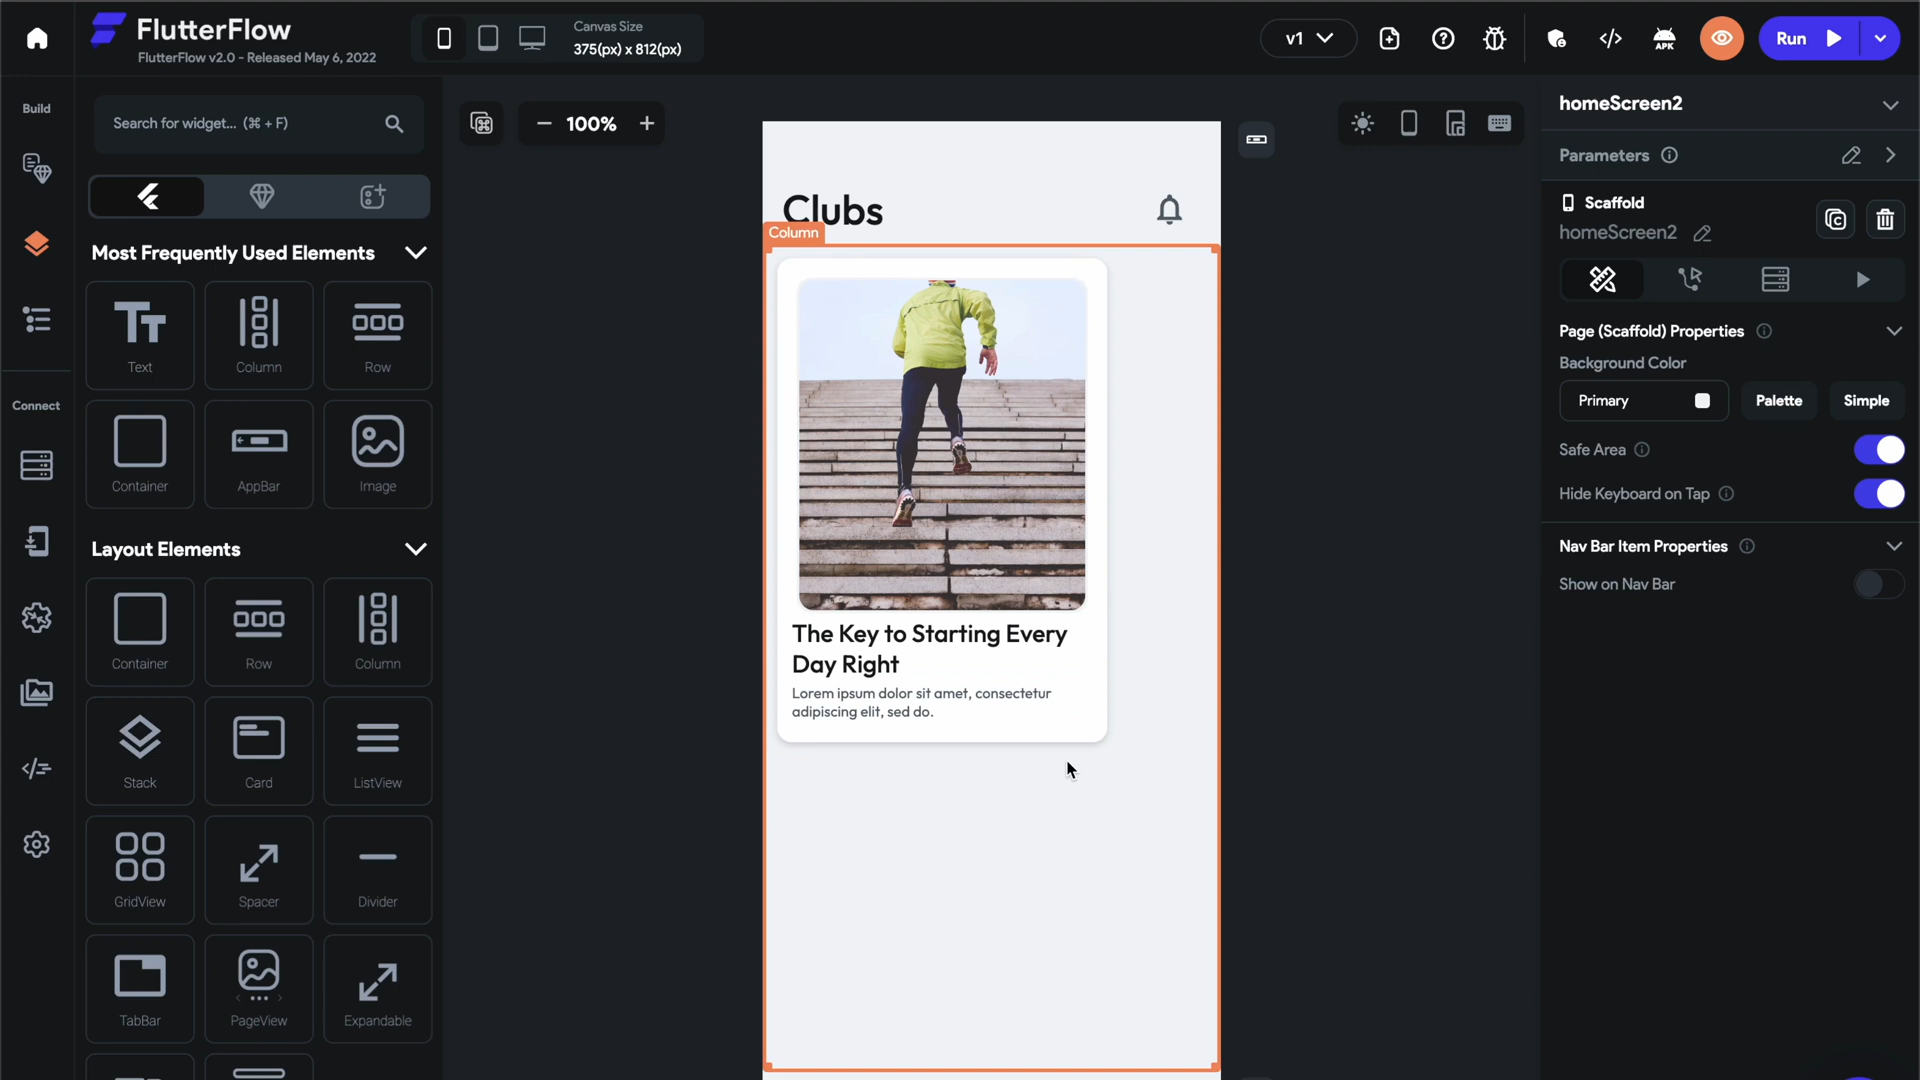 FlutterFlow
FlutterFlow v2.0 - Released May 6, 2022
Canvas Size
375(px) x 812(px)
v1
APK
Run
Build
Search for widget... (⌘ + F)
Most Frequently Used Elements
Text
Column
Row
Container
AppBar
Image
Layout Elements
Container
Row
Column
Stack
Card
ListView
GridView
Spacer
Divider
TabBar
PageView
Expandable
Connect
100%
Clubs
Column
The Key to Starting Every
Day Right
Lorem ipsum dolor sit amet, consectetur
adipiscing elit, sed do.
homeScreen2
Parameters
Scaffold
homeScreen2
Page (Scaffold) Properties
Background Color
Primary
Palette
Simple
Safe Area
Hide Keyboard on Tap
Nav Bar Item Properties
Show on Nav Bar